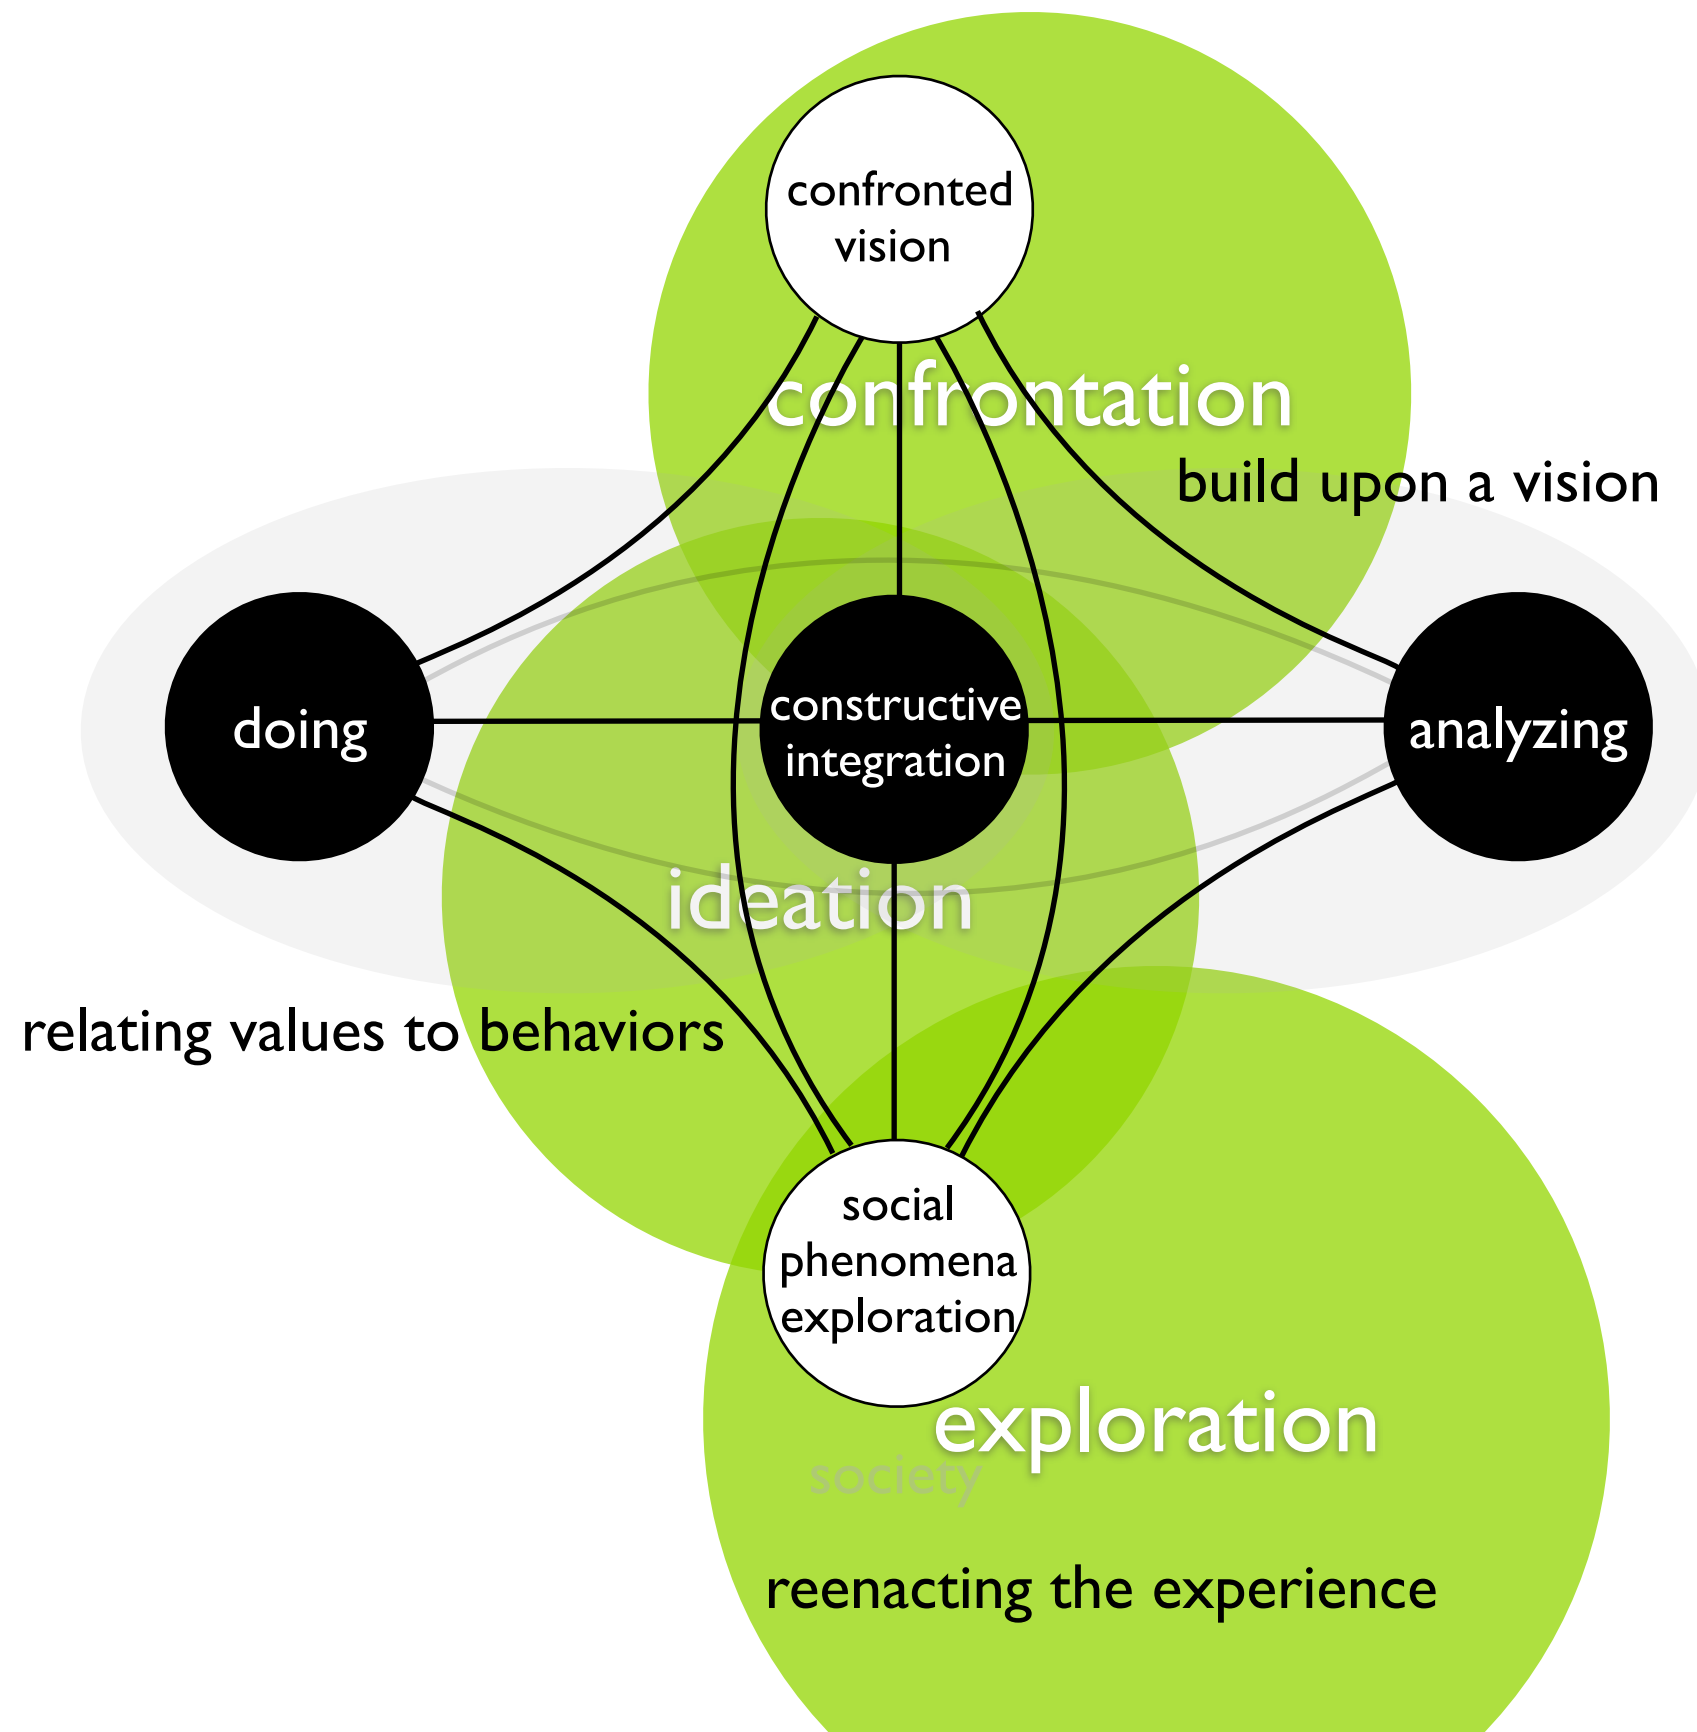 confronted
vision
confrontation
build upon a vision
doing
constructive
integration
analyzing
ideation
relating values to behaviors
social
phenomena
exploration
exploration
society
reenacting the experience